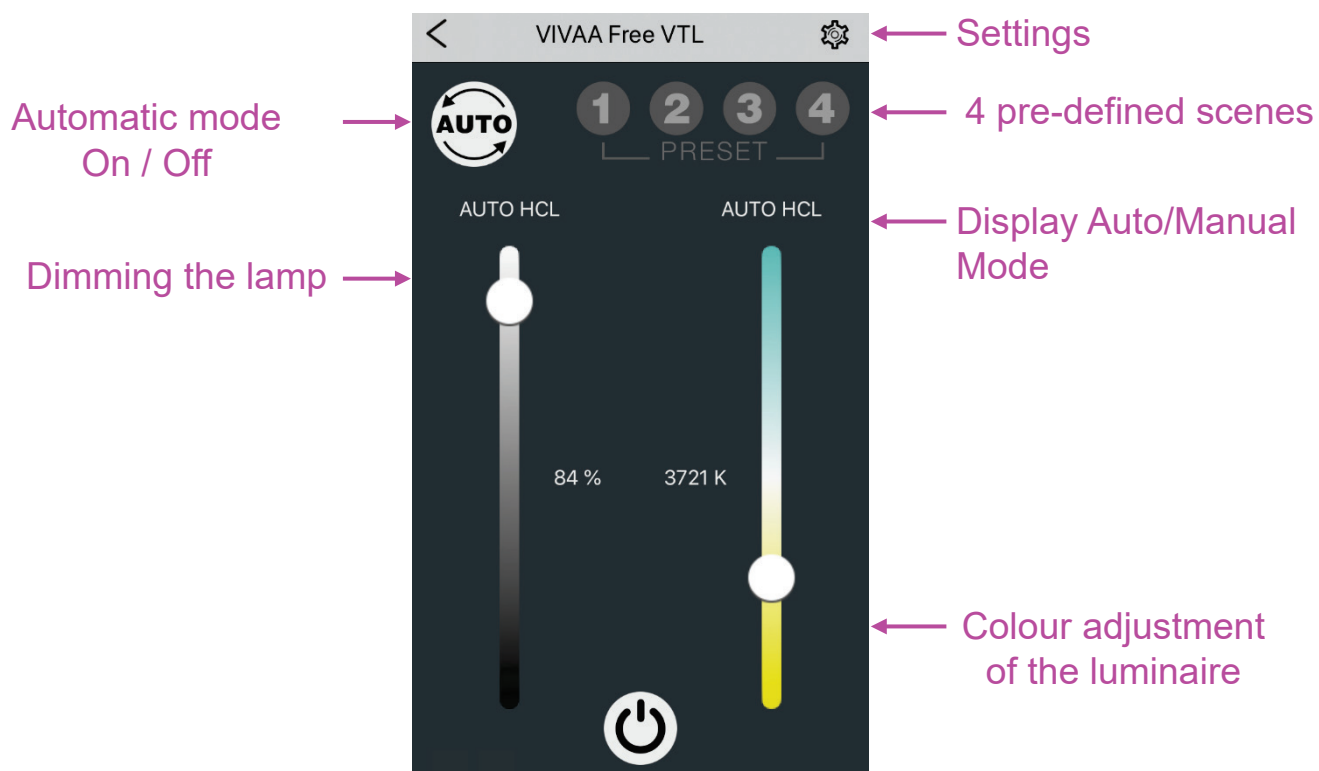 VIVAA Free VTL
Settings
Automatic mode
On / Off
AUTO
1 2 3 4
PRESET
4 pre-defined scenes
AUTO HCL
AUTO HCL
Display Auto/Manual
Mode
Dimming the lamp
84 %
3721 K
Colour adjustment
of the luminaire